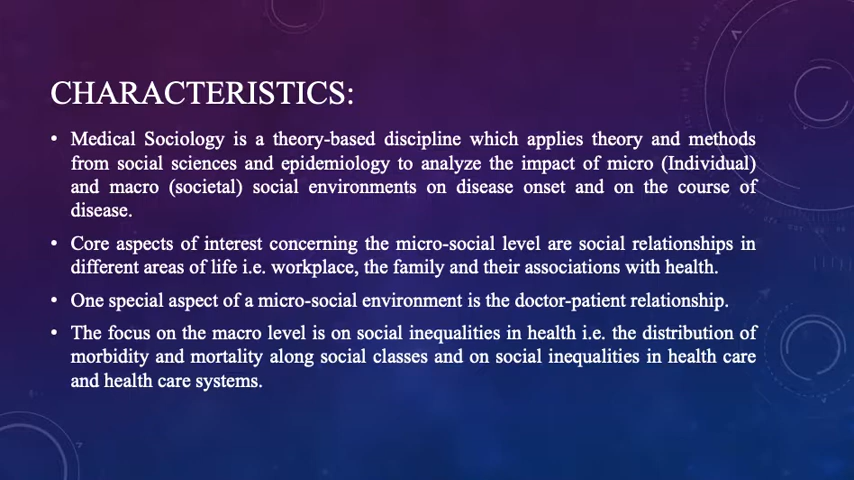 CHARACTERISTICS:
• Medical Sociology is a theory-based discipline which applies theory and methods
from social sciences and epidemiology to analyze the impact of micro (Individual)
and macro (societal) social environments on disease onset and on the course of
disease.
• Core aspects of interest concerning the micro-social level are social relationships in
different areas of life i.e. workplace, the family and their associations with health.
• One special aspect of a micro-social environment is the doctor-patient relationship.
• The focus on the macro level is on social inequalities in health i.e. the distribution of
morbidity and mortality along social classes and on social inequalities in health care
and health care systems.